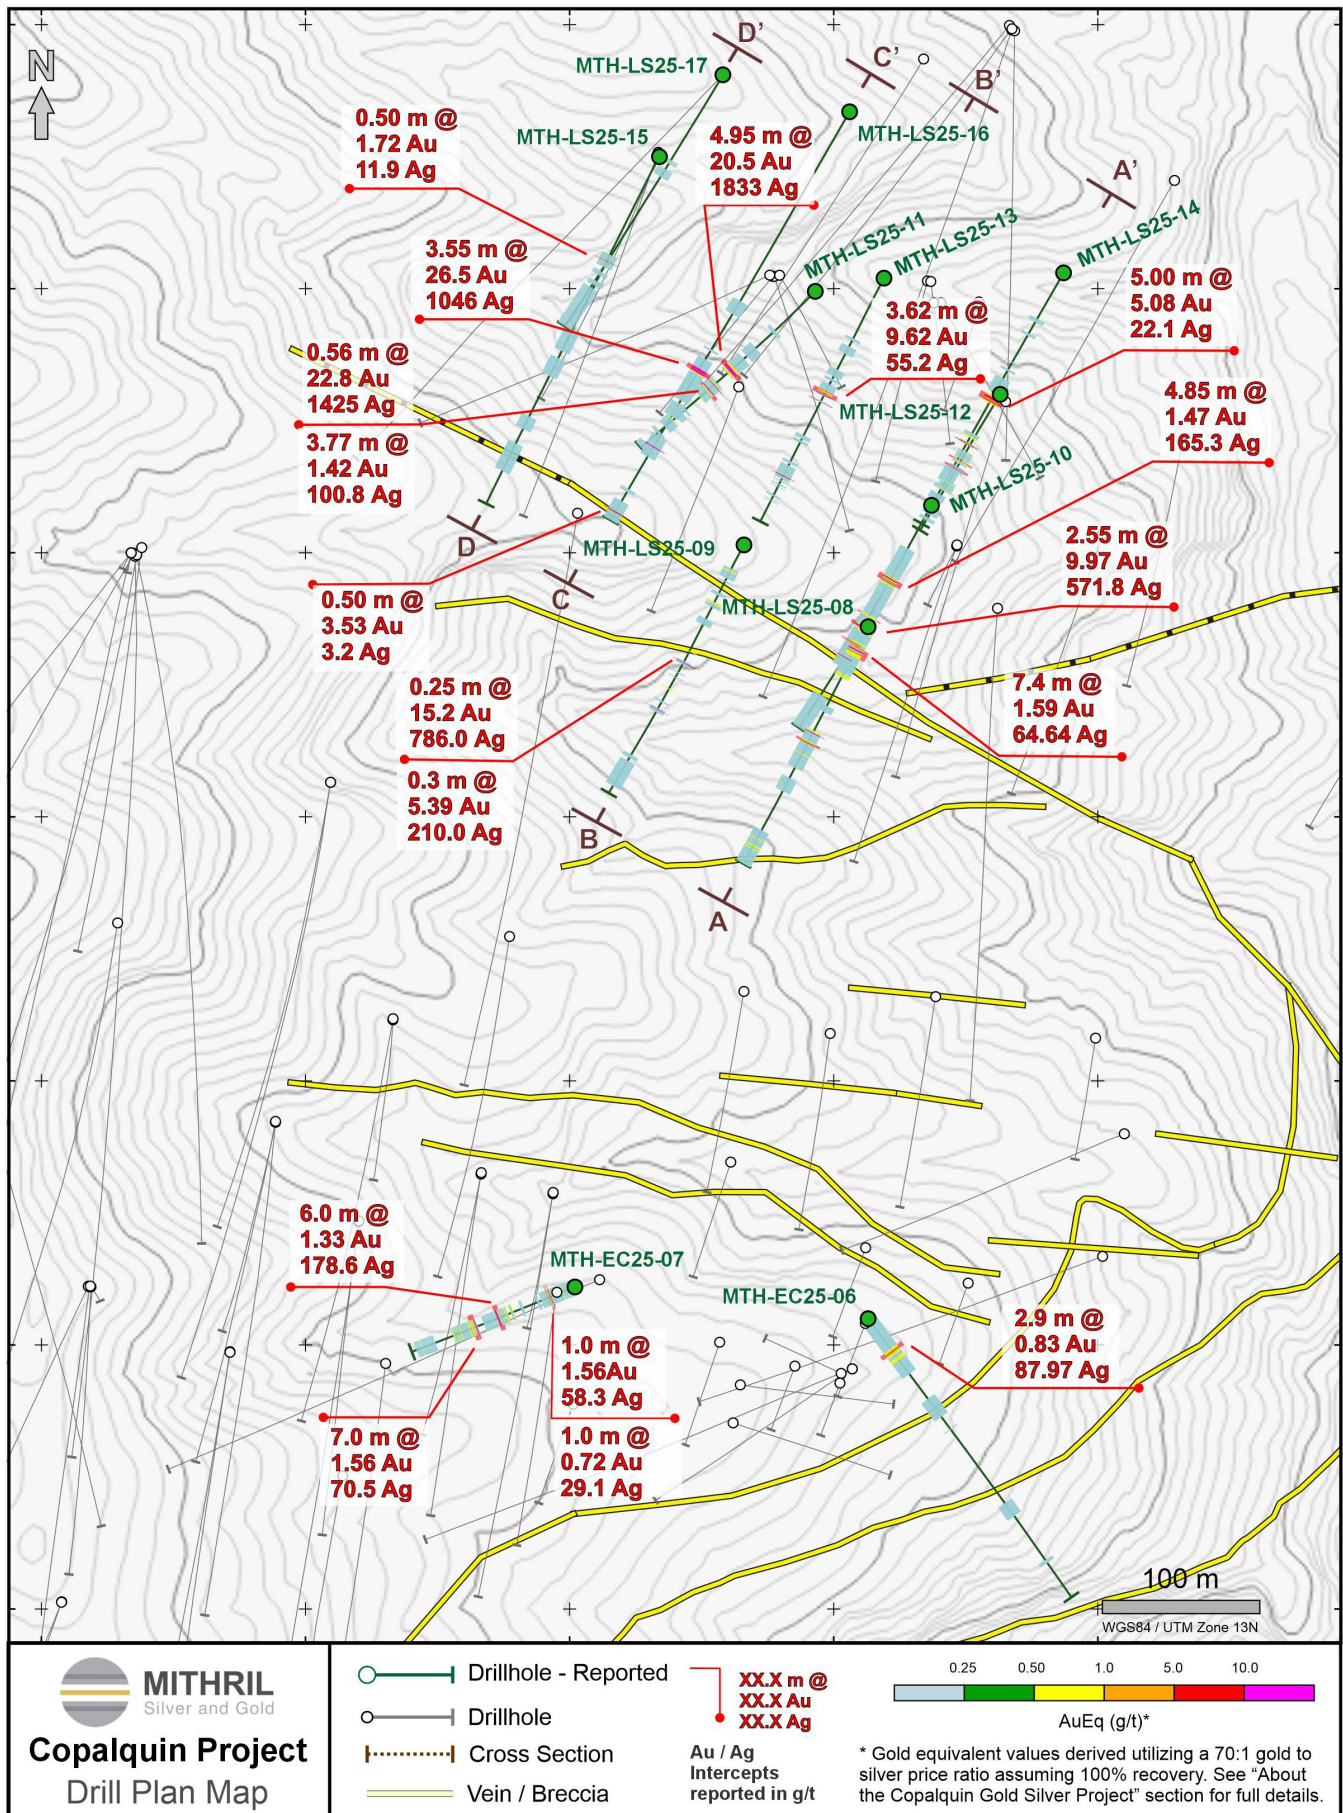 N
D'
C'
B'
A'
MTH-LS25-17
MTH-LS25-15
MTH-LS25-16
MTH-LS25-11
MTH-LS25-13
MTH-LS25-14
0.50 m @
1.72 Au
11.9 Ag
4.95 m @
20.5 Au
1833 Ag
3.55 m @
26.5 Au
1046 Ag
5.00 m @
5.08 Au
22.1 Ag
3.62 m @
9.62 Au
55.2 Ag
0.56 m @
22.8 Au
1425 Ag
3.77 m @
1.42 Au
100.8 Ag
4.85 m @
1.47 Au
165.3 Ag
MTH-LS25-12
MTH-LS25-10
2.55 m @
9.97 Au
571.8 Ag
D
MTH-LS25-09
C
MTH-LS25-08
0.50 m @
3.53 Au
3.2 Ag
0.25 m @
15.2 Au
786.0 Ag
7.4 m @
1.59 Au
64.64 Ag
0.3 m @
5.39 Au
210.0 Ag
B
A
6.0 m @
1.33 Au
178.6 Ag
MTH-EC25-07
MTH-EC25-06
2.9 m @
0.83 Au
87.97 Ag
1.0 m @
1.56Au
58.3 Ag
7.0 m @
1.56 Au
70.5 Ag
1.0 m @
0.72 Au
29.1 Ag
100 m
WGS84 / UTM Zone 13N
MITHRIL
Silver and Gold
Copalquin Project
Drill Plan Map
Drillhole - Reported
Drillhole
Cross Section
Vein / Breccia
XX.X m @
XX.X Au
XX.X Ag
Au / Ag
Intercepts
reported in g/t
0.25 0.50 1.0 5.0 10.0
AuEq (g/t)*
* Gold equivalent values derived utilizing a 70:1 gold to
silver price ratio assuming 100% recovery. See “About
the Copalquin Gold Silver Project” section for full details.